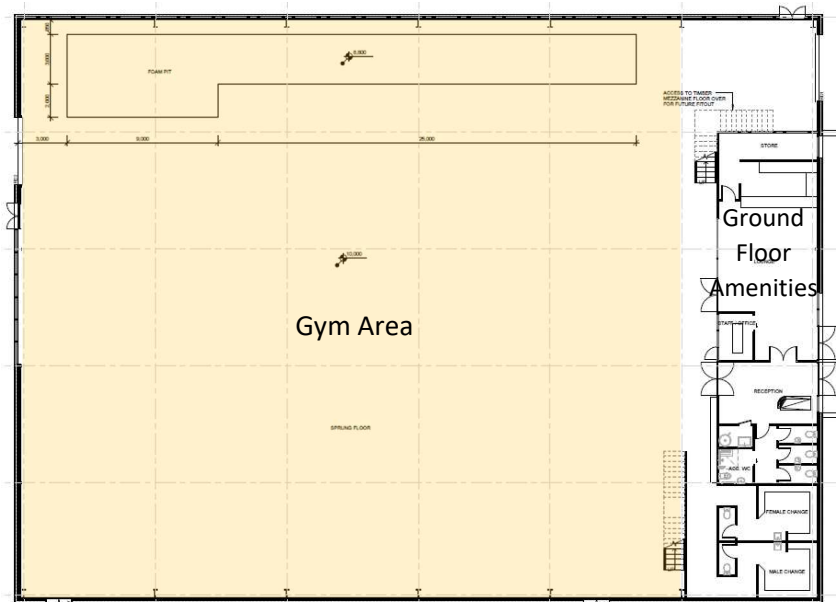 FOAM PIT
3,000
2,000
3,000
9,000
25,000
10,000
Gym Area
SPRUNG FLOOR
ACCESS TO TIMBER
MEZZANINE FLOOR OVER
FOR FUTURE FITOUT
STORE
Ground
Floor
Amenities
STAFF / OFFICE
RECEPTION
ACC. WC
FEMALE CHANGE
MALE CHANGE